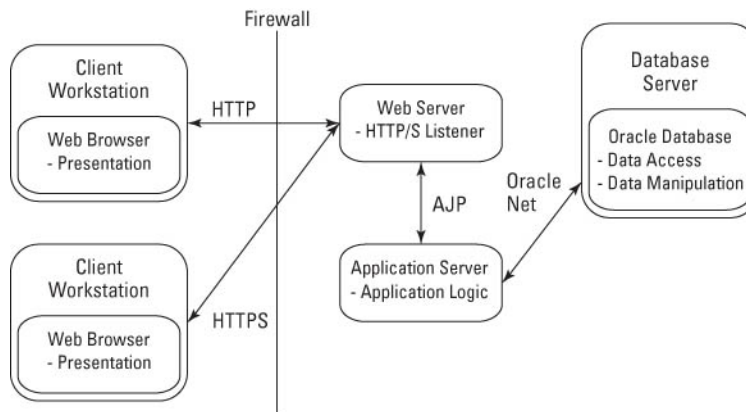 Firewall
Client
Workstation
Web Browser
- Presentation
HTTP
Web Server
- HTTP/S Listener
Database
Server
Oracle Database
- Data Access
- Data Manipulation
Oracle
Net
AJP
Client
Workstation
Web Browser
- Presentation
HTTPS
Application Server
- Application Logic